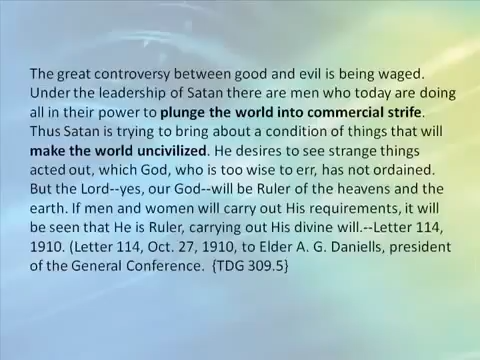 The great controversy between good and evil is being waged.
Under the leadership of Satan there are men who today are doing
all in their power to plunge the world into commercial strife.
Thus Satan is trying to bring about a condition of things that will
make the world uncivilized. He desires to see strange things
acted out, which God, who is too wise to err, has not ordained.
But the Lord--yes, our God--will be Ruler of the heavens and the
earth. If men and women will carry out His requirements, it will
be seen that He is Ruler, carrying out His divine will.--Letter 114,
1910. (Letter 114, Oct. 27, 1910, to Elder A. G. Daniells, president
of the General Conference. {TDG 309.5}